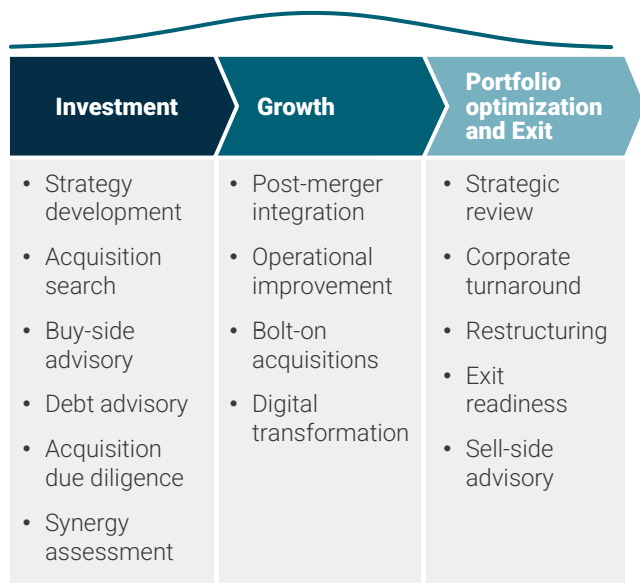 Investment
Growth
Portfolio
optimization
and Exit
• Strategy
development
• Acquisition
search
• Buy-side
advisory
• Debt advisory
• Acquisition
due diligence
• Synergy
assessment
• Post-merger
integration
• Operational
improvement
• Bolt-on
acquisitions
• Digital
transformation
• Strategic
review
• Corporate
turnaround
• Restructuring
• Exit
readiness
• Sell-side
advisory